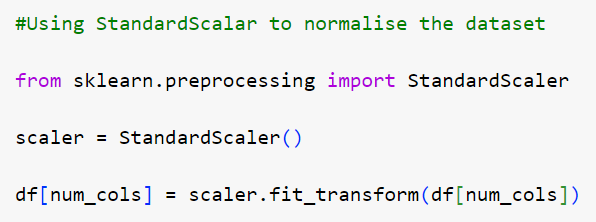 #Using StandardScalar to normalise the dataset
from sklearn.preprocessing import StandardScaler
scaler = StandardScaler()
df[num_cols] = scaler.fit_transform(df[num_cols])